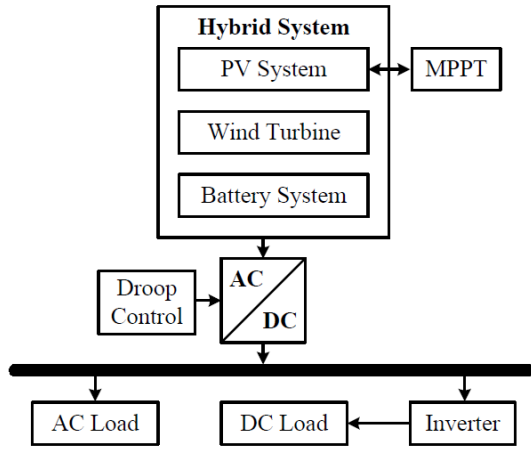 Hybrid System
PV System
MPPT
Wind Turbine
Battery System
Droop
Control
AC
DC
AC Load
DC Load
Inverter